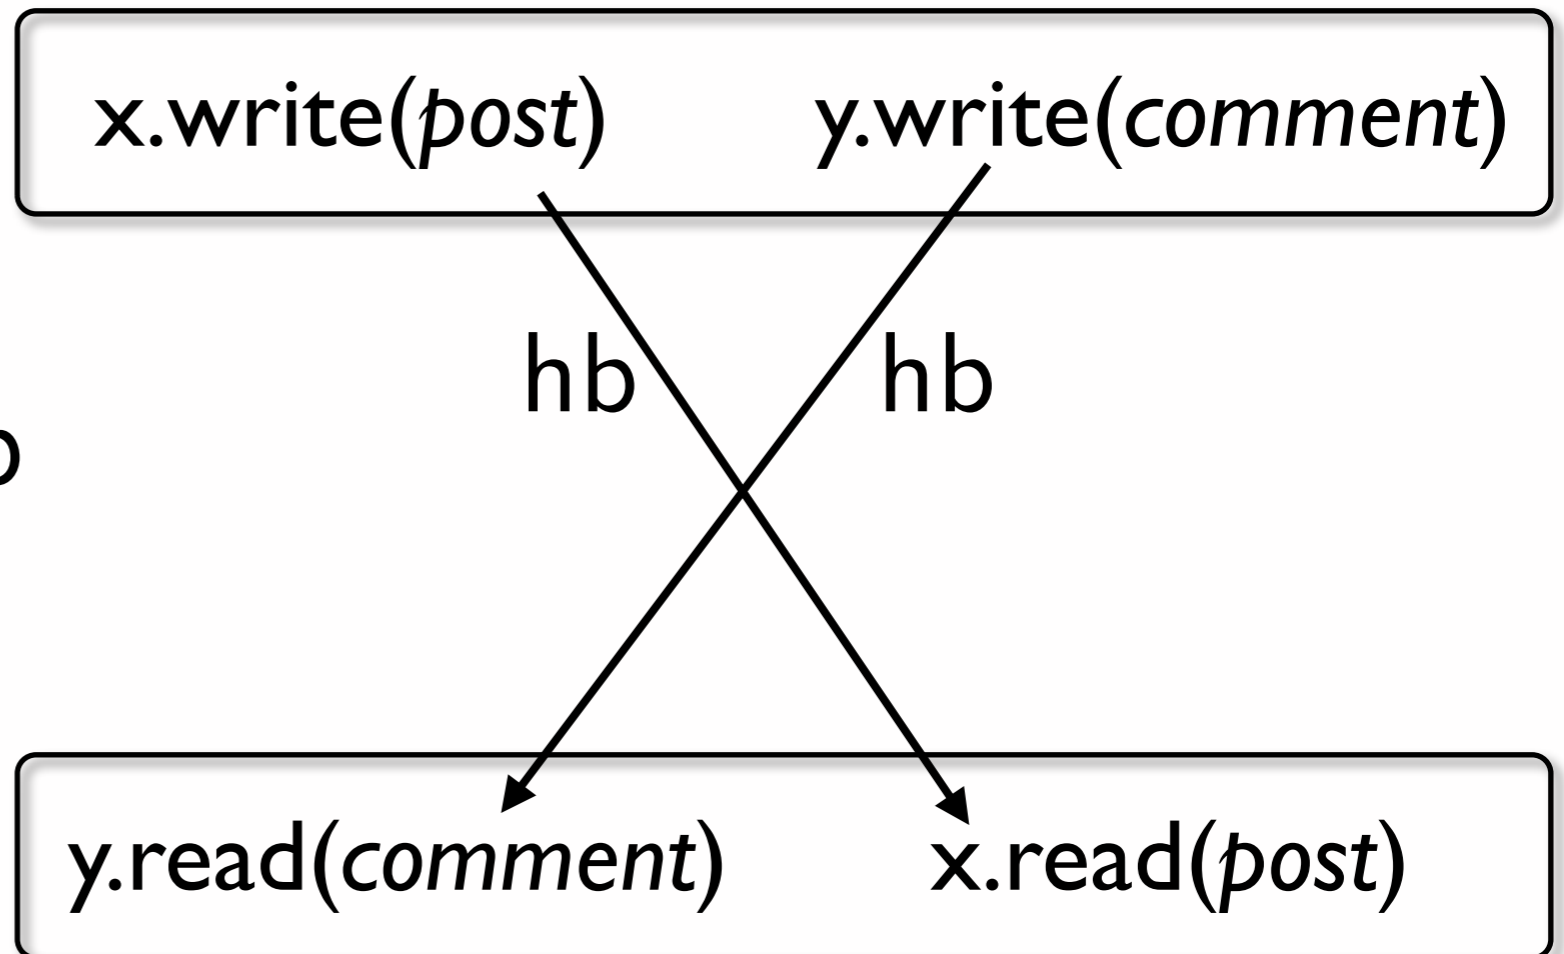 x.write(post) y.write(comment)
hb hb
y.read(comment) x.read(post)